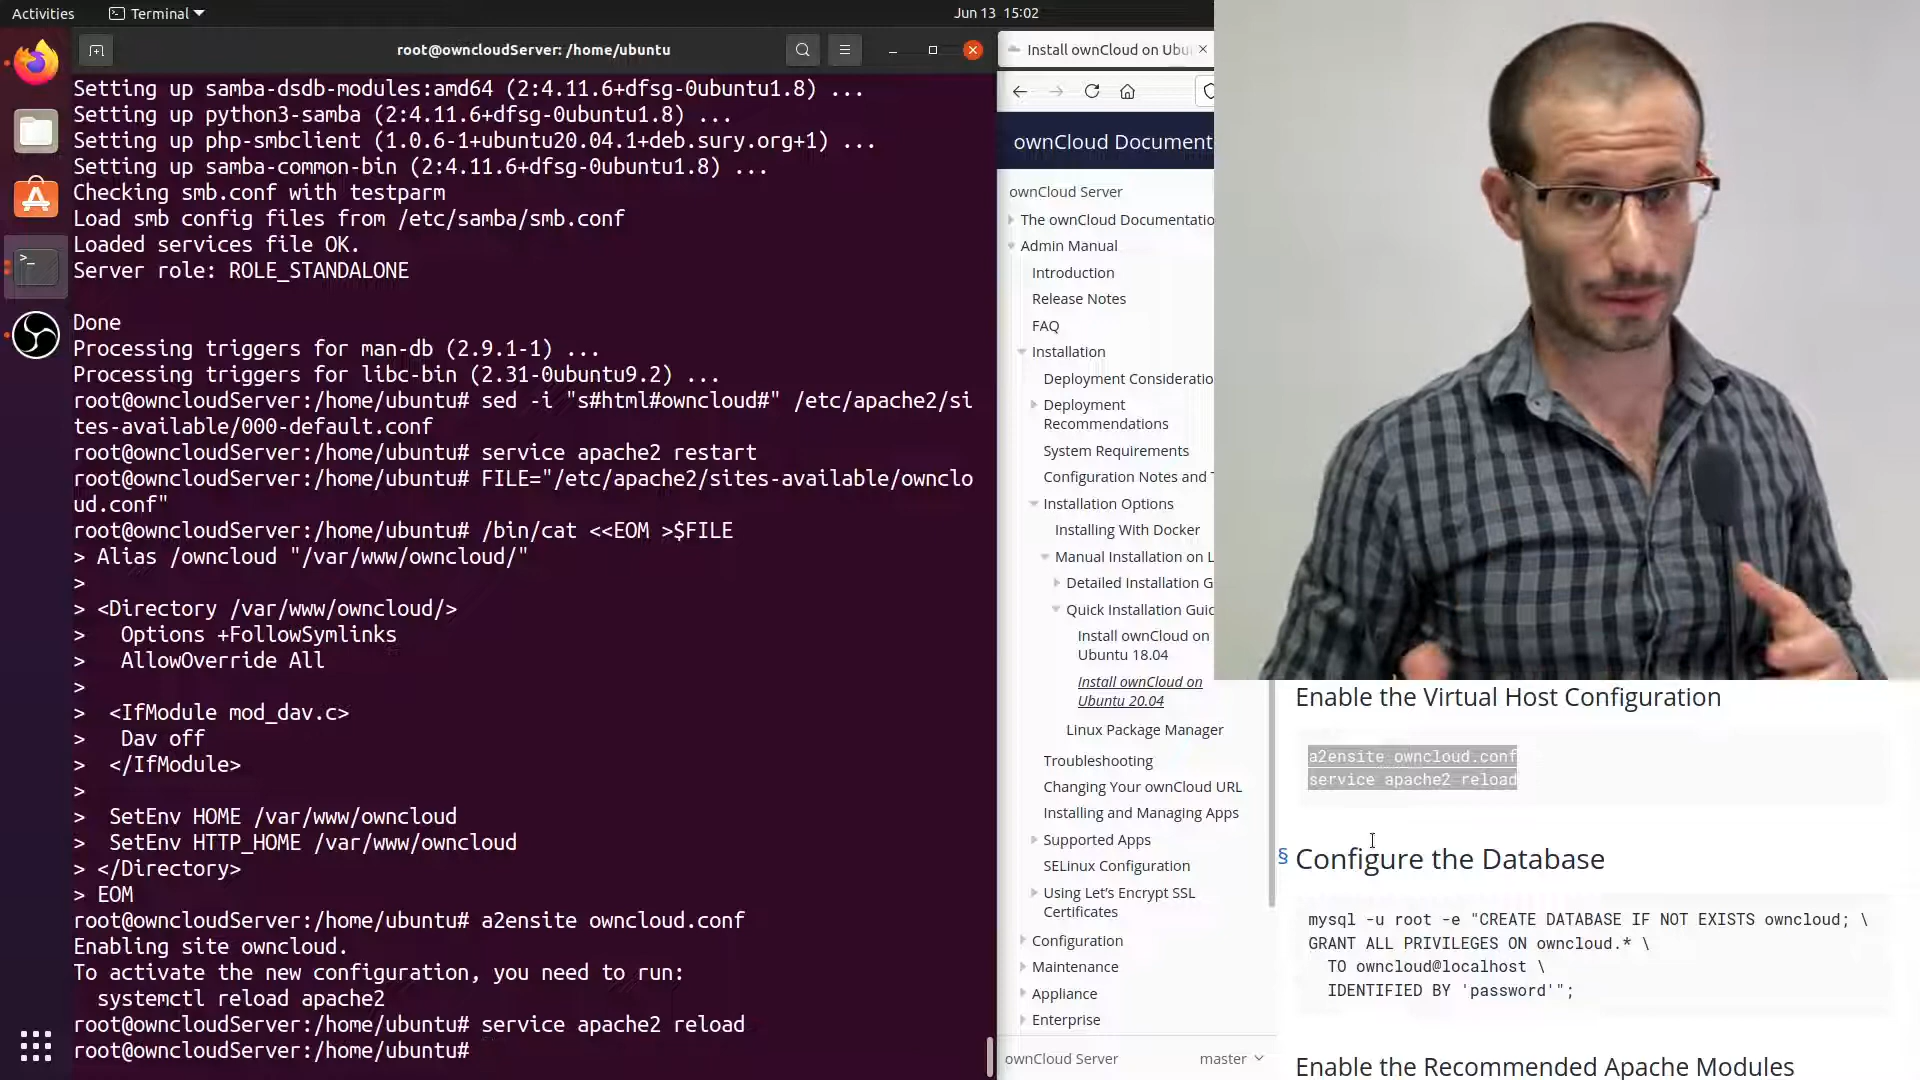 Activities
Terminal
Jun 13 15:02
root@owncloudServer: /home/ubuntu
Setting up samba-dsdb-modules:amd64 (2:4.11.6+dfsg-0ubuntu1.8) ...
Setting up python3-samba (2:4.11.6+dfsg-0ubuntu1.8) ...
Setting up php-smbclient (1.0.6-1+ubuntu20.04.1+deb.sury.org+1) ...
Setting up samba-common-bin (2:4.11.6+dfsg-0ubuntu1.8) ...
Checking smb.conf with testparm
Load smb config files from /etc/samba/smb.conf
Loaded services file OK.
Server role: ROLE_STANDALONE
Done
Processing triggers for man-db (2.9.1-1) ...
Processing triggers for libc-bin (2.31-0ubuntu9.2) ...
root@owncloudServer:/home/ubuntu# sed -i "s#html#owncloud#" /etc/apache2/si
tes-available/000-default.conf
root@owncloudServer:/home/ubuntu# service apache2 restart
root@owncloudServer:/home/ubuntu# FILE="/etc/apache2/sites-available/ownclo
ud.conf"
root@owncloudServer:/home/ubuntu# /bin/cat <<EOM >$FILE
> Alias /owncloud "/var/www/owncloud/"
>
> <Directory /var/www/owncloud/>
>   Options +FollowSymlinks
>   AllowOverride All
>
>  <IfModule mod_dav.c>
>   Dav off
>  </IfModule>
>
>  SetEnv HOME /var/www/owncloud
>  SetEnv HTTP_HOME /var/www/owncloud
> </Directory>
> EOM
root@owncloudServer:/home/ubuntu# a2ensite owncloud.conf
Enabling site owncloud.
To activate the new configuration, you need to run:
  systemctl reload apache2
root@owncloudServer:/home/ubuntu# service apache2 reload
root@owncloudServer:/home/ubuntu#
Install ownCloud on Ubu
ownCloud Document
ownCloud Server
The ownCloud Documentatio
Admin Manual
Introduction
Release Notes
FAQ
Installation
Deployment Consideratio
Deployment
Recommendations
System Requirements
Configuration Notes and T
Installation Options
Installing With Docker
Manual Installation on L
Detailed Installation G
Quick Installation Guid
Install ownCloud on
Ubuntu 18.04
Install ownCloud on
Ubuntu 20.04
Linux Package Manager
Troubleshooting
Changing Your ownCloud URL
Installing and Managing Apps
Supported Apps
SELinux Configuration
Using Let's Encrypt SSL
Certificates
Configuration
Maintenance
Appliance
Enterprise
ownCloud Server
master
Enable the Virtual Host Configuration
a2ensite owncloud.conf
service apache2 reload
§ Configure the Database
mysql -u root -e "CREATE DATABASE IF NOT EXISTS owncloud; \
GRANT ALL PRIVILEGES ON owncloud.* \
  TO owncloud@localhost \
  IDENTIFIED BY 'password'";
Enable the Recommended Apache Modules